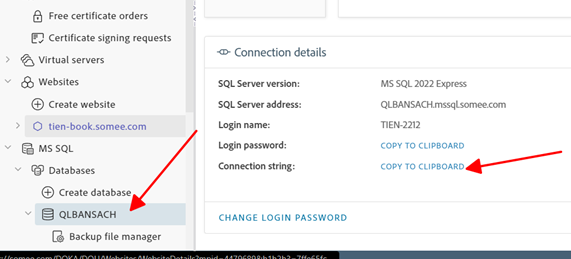 Free certificate orders
Certificate signing requests
Virtual servers
Websites
Create website
tien-book.somee.com
MS SQL
Databases
Create database
QLBANSACH
Backup file manager
Connection details
SQL Server version: MS SQL 2022 Express
SQL Server address: QLBANSACH.mssql.somee.com
Login name: TIEN-2212
Login password: COPY TO CLIPBOARD
Connection string: COPY TO CLIPBOARD
CHANGE LOGIN PASSWORD